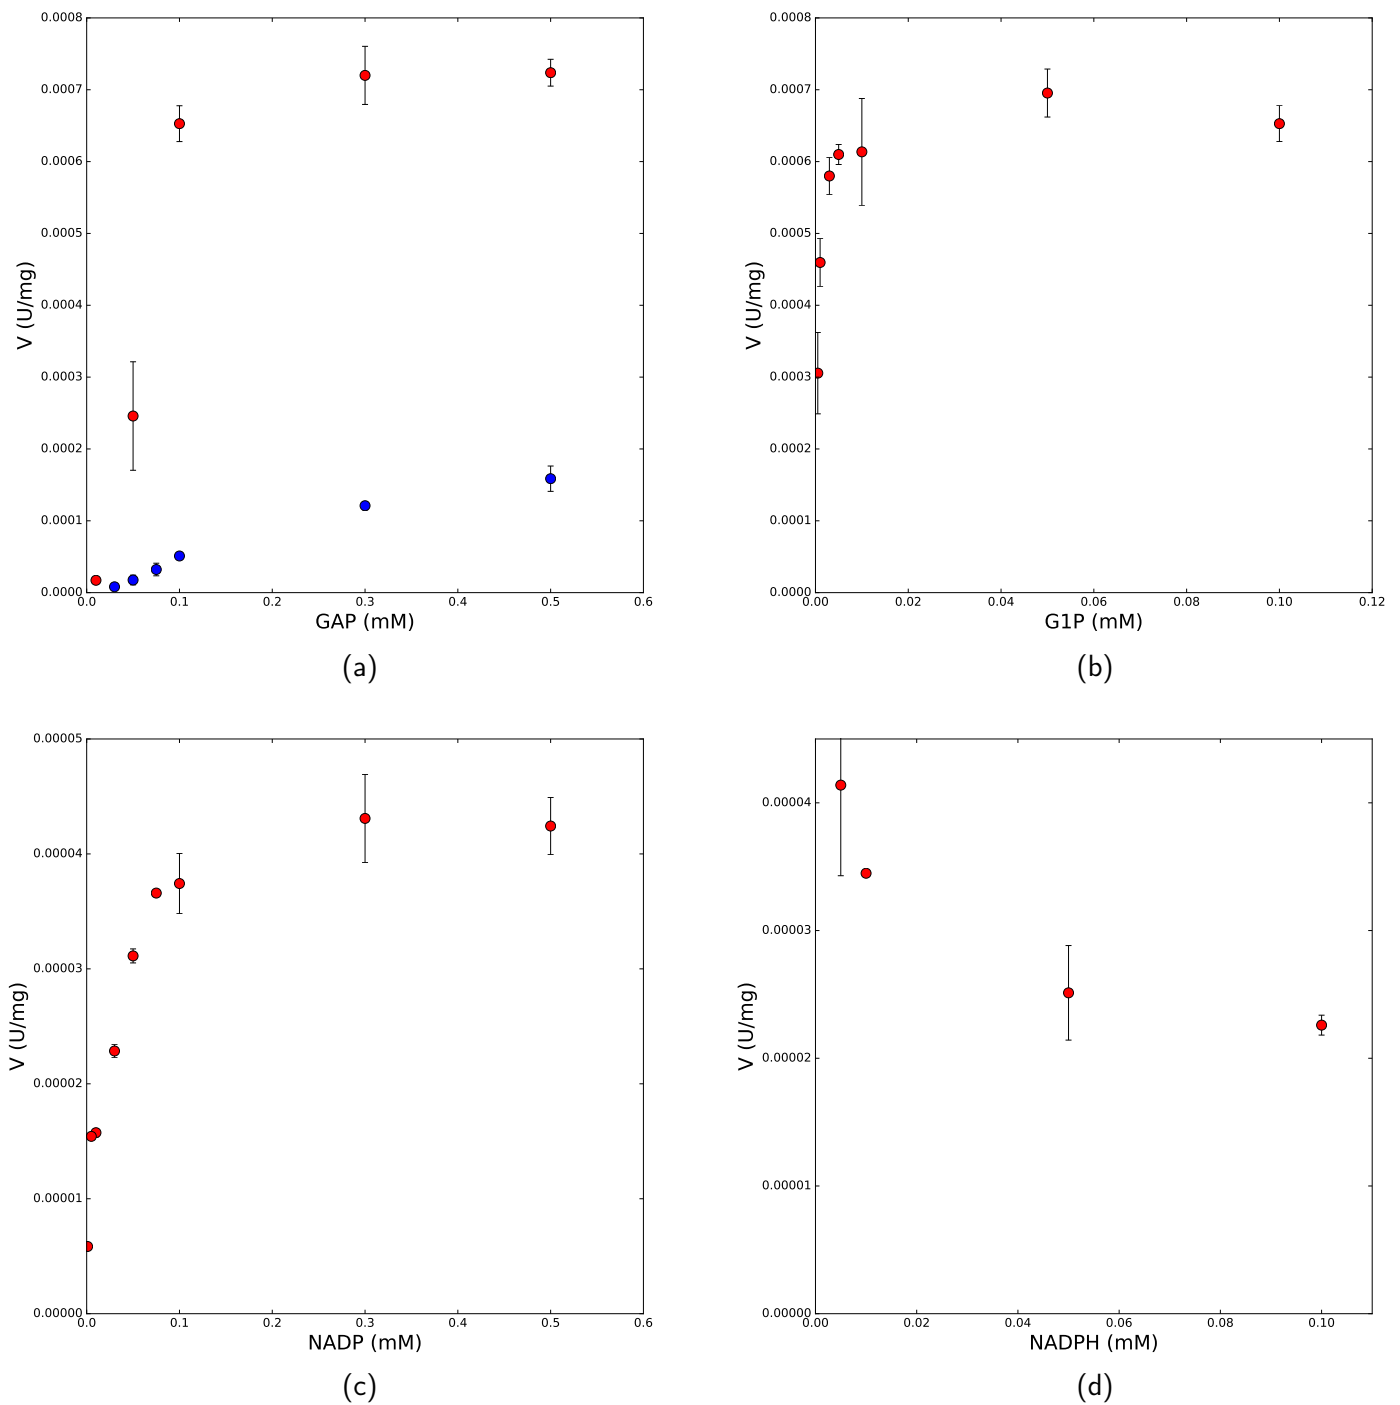 0.0008
0.0007
0.0006
0.0005
0.0004
0.0003
0.0002
0.0001
0.0000
V (U/mg)
0.0 0.1 0.2 0.3 0.4 0.5 0.6
GAP (mM)
(a)
0.0008
0.0007
0.0006
0.0005
0.0004
0.0003
0.0002
0.0001
0.0000
V (U/mg)
0.00 0.02 0.04 0.06 0.08 0.10 0.12
G1P (mM)
(b)
0.00005
0.00004
0.00003
0.00002
0.00001
0.00000
V (U/mg)
0.0 0.1 0.2 0.3 0.4 0.5 0.6
NADP (mM)
(c)
0.00004
0.00003
0.00002
0.00001
0.00000
V (U/mg)
0.00 0.02 0.04 0.06 0.08 0.10
NADPH (mM)
(d)